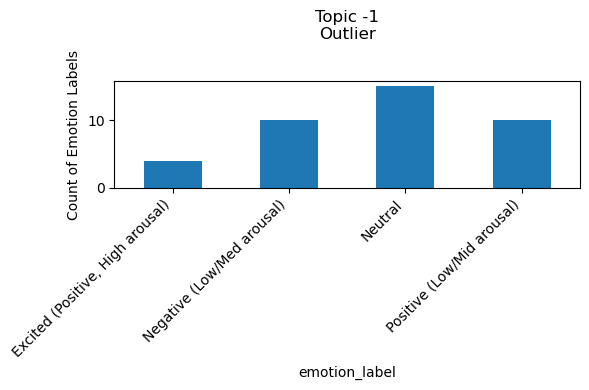 Topic -1
Outlier
Count of Emotion Labels
10
0
Excited (Positive, High arousal)
Negative (Low/Med arousal)
Neutral
Positive (Low/Mid arousal)
emotion_label